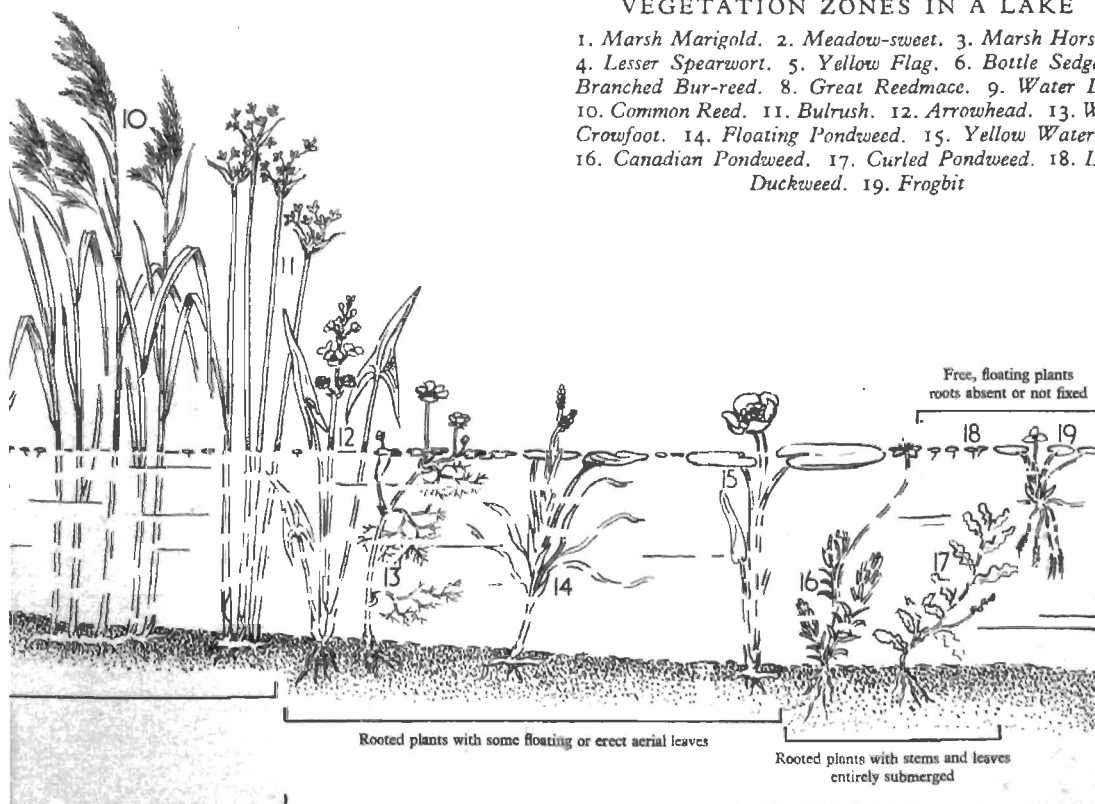 VEGETATION ZONES IN A LAKE
1. Marsh Marigold. 2. Meadow-sweet. 3. Marsh
4. Lesser Spearwort. 5. Yellow Flag. 6. Bottle
Branched Bur-reed. 8. Great Reedmace. 9. Water
10. Common Reed. 11. Bulrush. 12. Arrowhead. 13.
Crowfoot. 14. Floating Pondweed. 15. Yellow Water
16. Canadian Pondweed. 17. Curled Pondweed. 18.
Duckweed. 19. Frogbit
10
11
Free, floating plants
roots absent or not fixed
12
18
19
15
13
14
16
17
Rooted plants with some floating or erect aerial leaves
Rooted plants with stems and leaves
entirely submerged